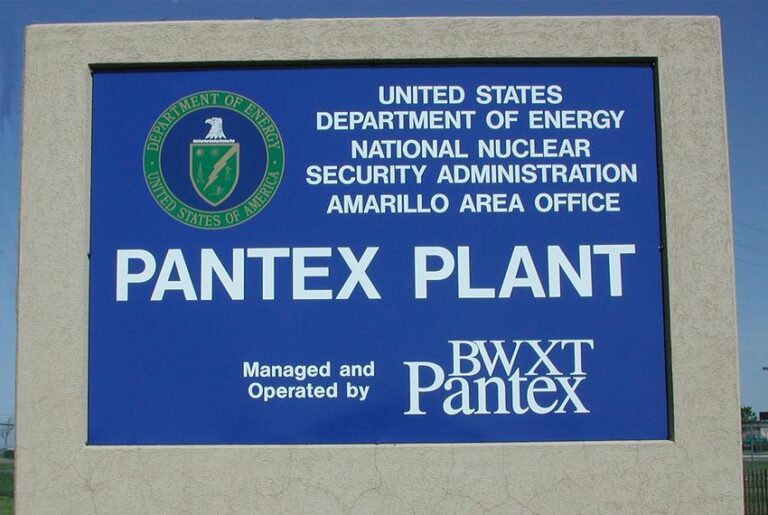 DEPARTMENT OF ENERGY
UNITED STATES OF AMERICA
UNITED STATES
DEPARTMENT OF ENERGY
NATIONAL NUCLEAR
SECURITY ADMINISTRATION
AMARILLO AREA OFFICE
PANTEX PLANT
Managed and
Operated by
BWXT
Pantex